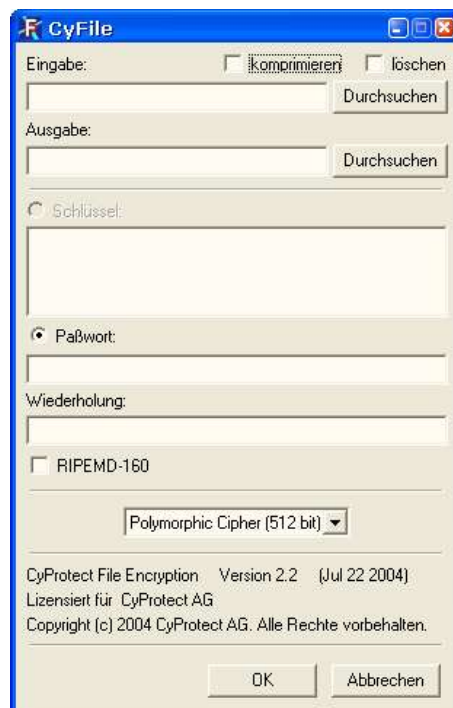 CyFile
Eingabe: komprimieren löschen
Durchsuchen
Ausgabe:
Durchsuchen
Schlüssel:
Paßwort:
Wiederholung:
RIPEMD-160
Polymorphic Cipher (512 bit)
CyProtect File Encryption Version 2.2 (Jul 22 2004)
Lizensiert für CyProtect AG
Copyright (c) 2004 CyProtect AG. Alle Rechte vorbehalten.
OK Abbrechen